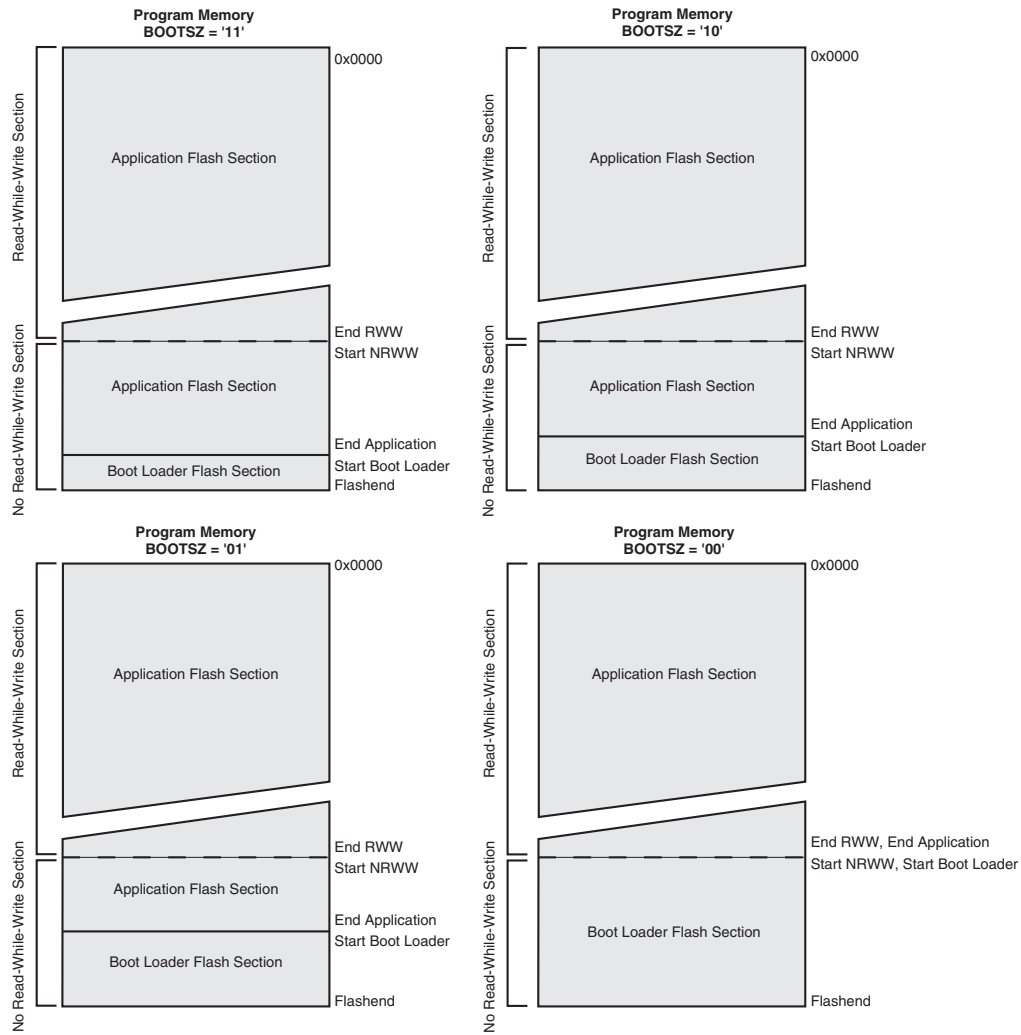 Program Memory
BOOTSZ = '11'
0x0000
Read-While-Write Section
Application Flash Section
End RWW
Start NRWW
No Read-While-Write Section
Application Flash Section
End Application
Start Boot Loader
Boot Loader Flash Section
Flashend
Program Memory
BOOTSZ = '10'
0x0000
Read-While-Write Section
Application Flash Section
End RWW
Start NRWW
No Read-While-Write Section
Application Flash Section
End Application
Start Boot Loader
Boot Loader Flash Section
Flashend
Program Memory
BOOTSZ = '01'
0x0000
Read-While-Write Section
Application Flash Section
End RWW
Start NRWW
No Read-While-Write Section
Application Flash Section
End Application
Start Boot Loader
Boot Loader Flash Section
Flashend
Program Memory
BOOTSZ = '00'
0x0000
Read-While-Write Section
Application Flash Section
End RWW, End Application
Start NRWW, Start Boot Loader
No Read-While-Write Section
Boot Loader Flash Section
Flashend